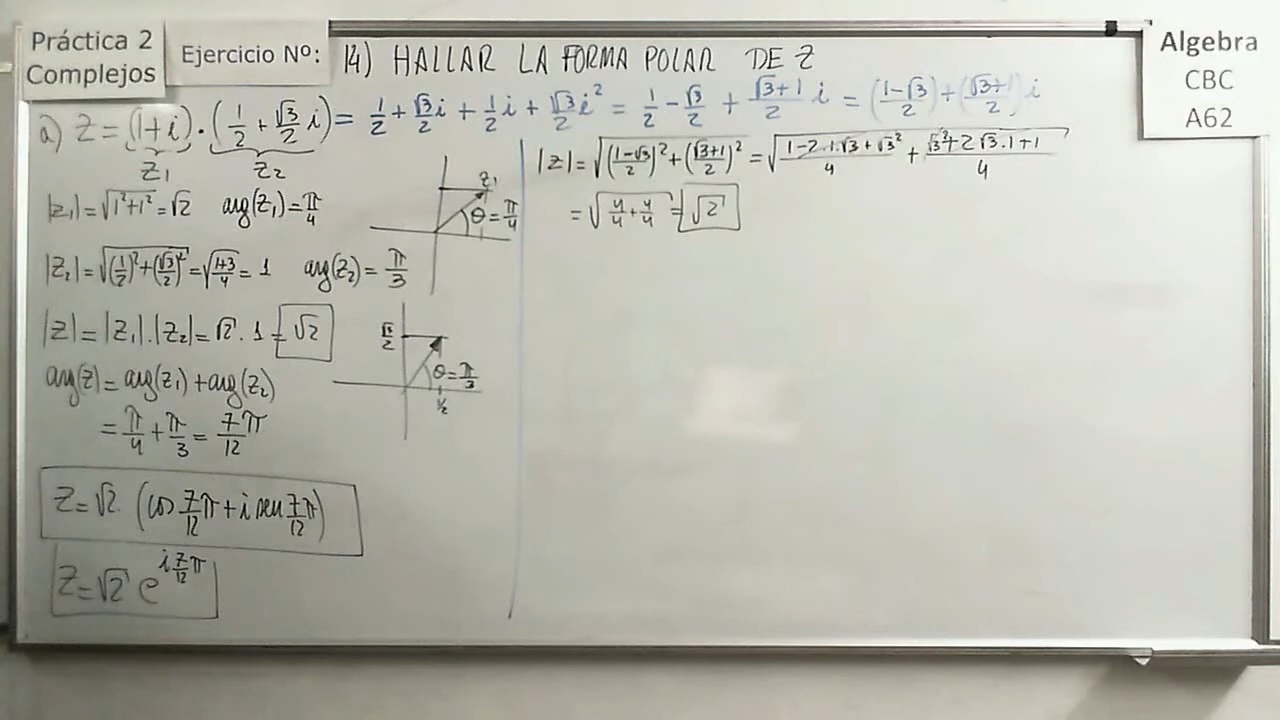 Práctica 2
Complejos
Ejercicio Nº:
14) HALLAR LA FORMA POLAR DE Z
Algebra
CBC
A62
a) Z = (1+i) · (1/2 + √3/2 i) = 1/2 + √3/2 i + 1/2 i + √3/2 i² = 1/2 − √3/2 + (√3+1)/2 i = ((1−√3)/2) + ((√3+1)/2) i
Z₁ Z₂
|Z₁| = √(1²+1²) = √2 arg(Z₁) = π/4
Z₁
θ = π/4
|Z₂| = √((1/2)² + (√3/2)²) = √((1+3)/4) = 1 arg(Z₂) = π/3
|Z| = |Z₁|.|Z₂| = √2 · 1 = √2
√3/2
θ = π/3
1/2
arg(Z) = arg(Z₁) + arg(Z₂)
= π/4 + π/3 = 7π/12
Z = √2 · (cos 7/12 π + i sen 7/12 π)
Z = √2 e^(i 7/12 π)
|Z| = √(((1−√3)/2)² + ((√3+1)/2)²) = √((1−2.1.√3+√3²)/4 + (√3²+2√3.1+1)/4)
= √(4/4 + 4/4) = √2